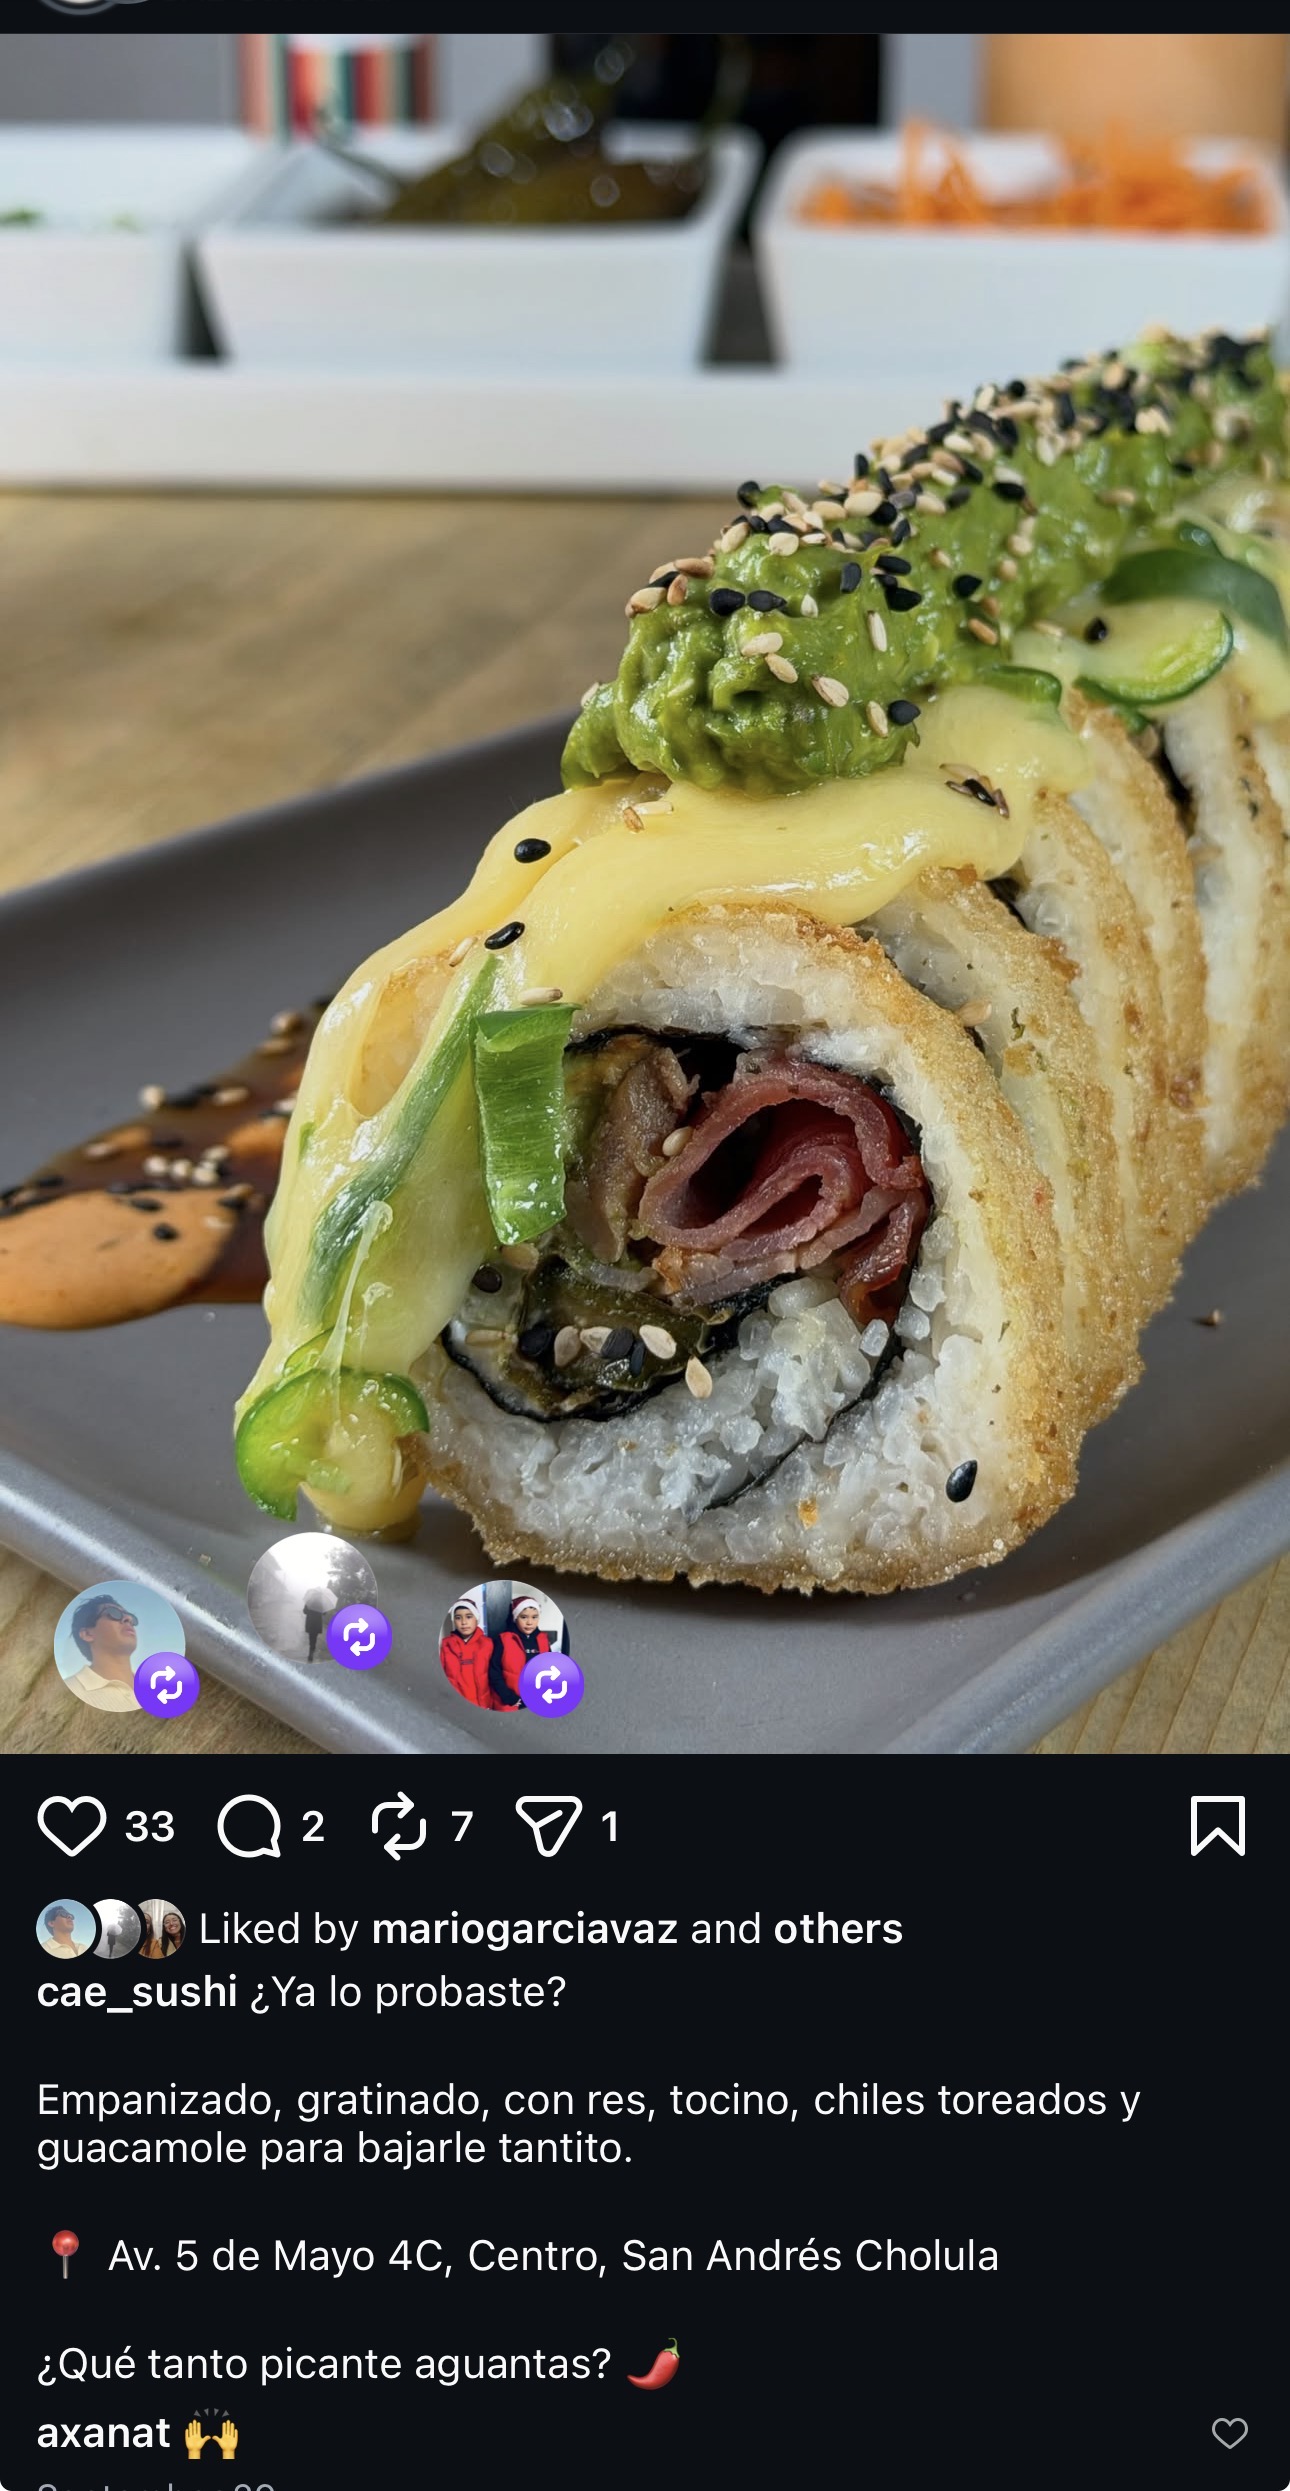 33 2 7 1
Liked by mariogarciavaz and others
cae_sushi ¿Ya lo probaste?
Empanizado, gratinado, con res, tocino, chiles toreados y
guacamole para bajarle tantito.
📍 Av. 5 de Mayo 4C, Centro, San Andrés Cholula
¿Qué tanto picante aguantas? 🌶️
axanat 🙌